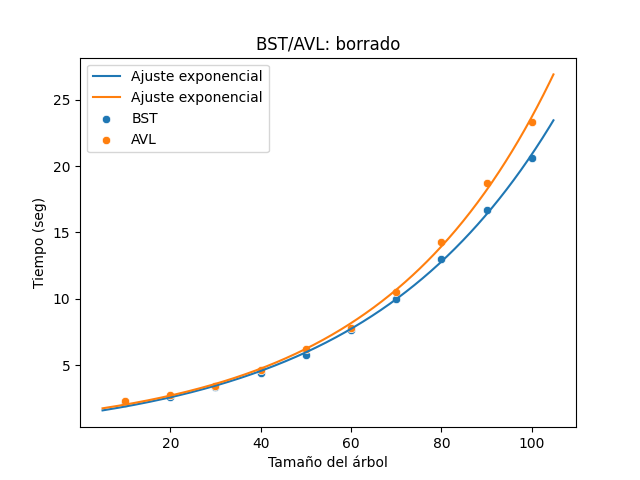 BST/AVL: borrado
Ajuste exponencial
Ajuste exponencial
BST
AVL
25
20
15
10
5
Tiempo (seg)
20 40 60 80 100
Tamaño del árbol